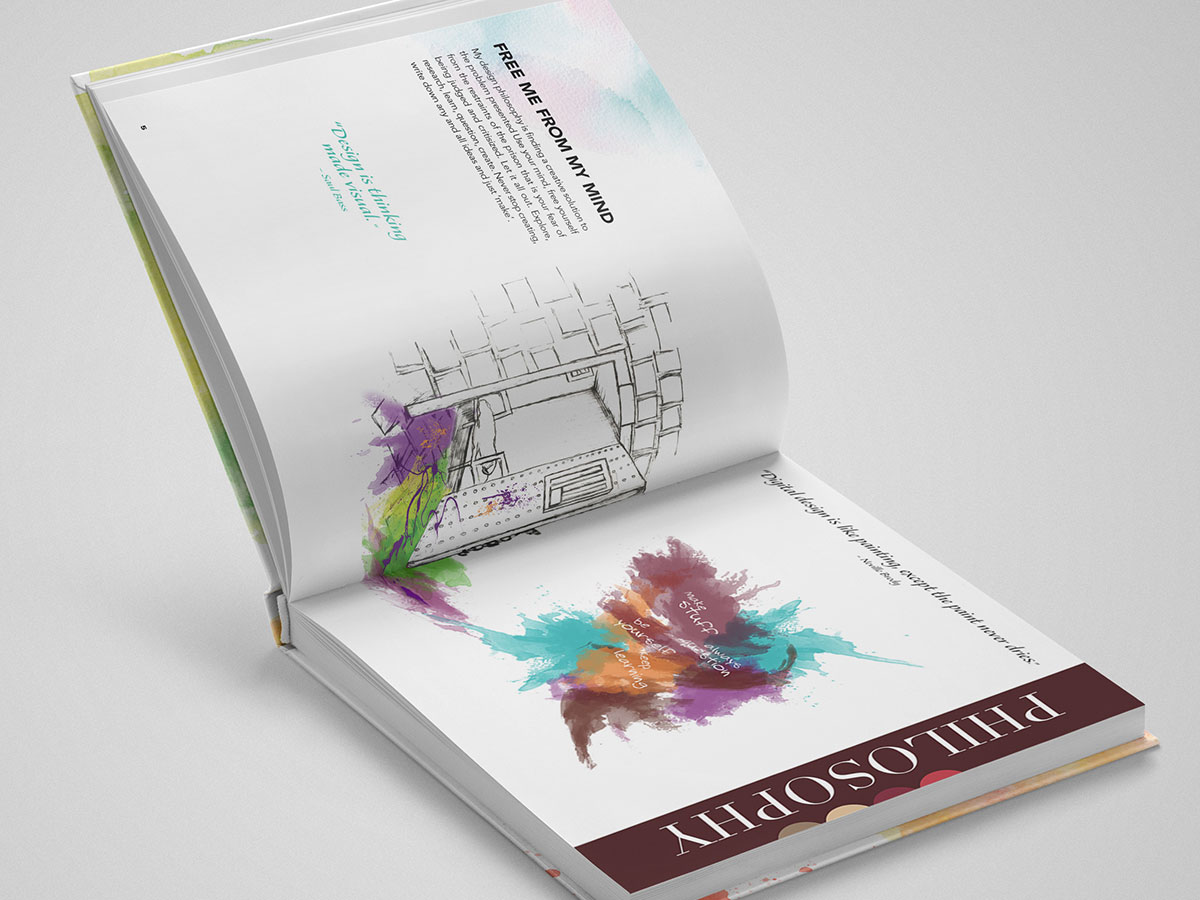 FREE ME FROM MY MIND
My design philosophy is finding a creative solution to
the problem presented Use your mind, free yourself
from the restraints of the prison that is your fear of
being judged and critisized. Let it all out. Explore,
research, learn, question, create. Never stop creating,
write down any and all ideas and just 'make'.
"Design is thinking
made visual."
- Saul Bass
5
"Digital design is like painting, except the paint never dries."
- Neville Brody
make
stuff
be
yourself
always
question
keep
learning
PHILOSOPHY